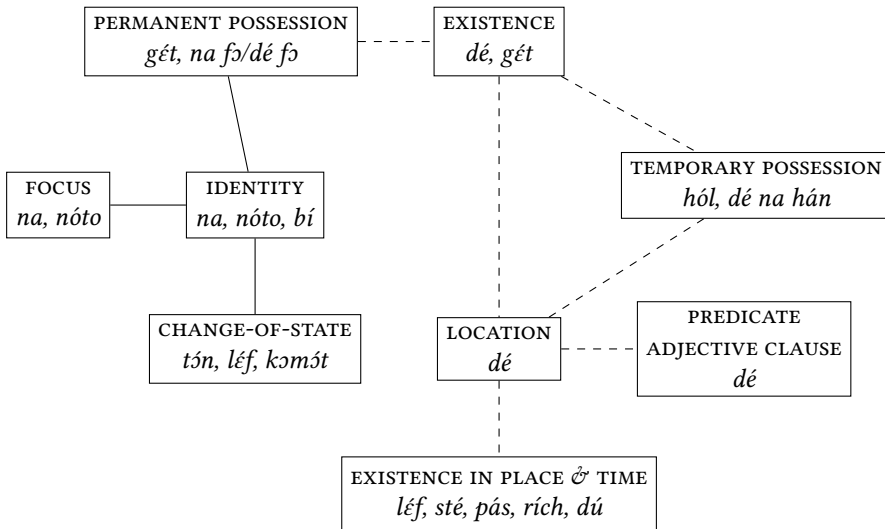 PERMANENT POSSESSION
gɛ́t, na fɔ/dé fɔ
EXISTENCE
dé, gɛ́t
TEMPORARY POSSESSION
hól, dé na hán
FOCUS
na, nóto
IDENTITY
na, nóto, bí
CHANGE-OF-STATE
tɔ́n, lɛ́f, kɔmɔ́t
LOCATION
dé
PREDICATE
ADJECTIVE CLAUSE
dé
EXISTENCE IN PLACE & TIME
lɛ́f, sté, pás, rích, dú